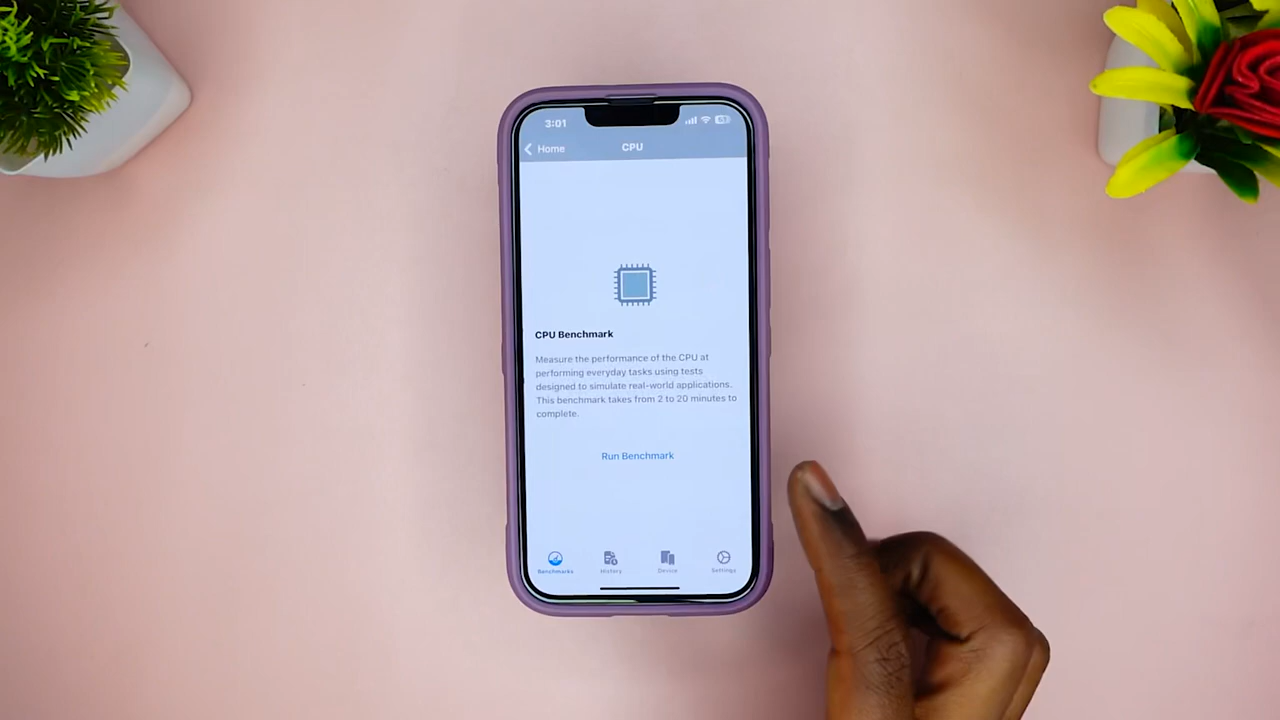 3:01
Home
CPU
CPU Benchmark
Measure the performance of the CPU at
performing everyday tasks using tests
designed to simulate real-world applications.
This benchmark takes from 2 to 20 minutes to
complete.
Run Benchmark
Benchmarks
History
Device
Settings